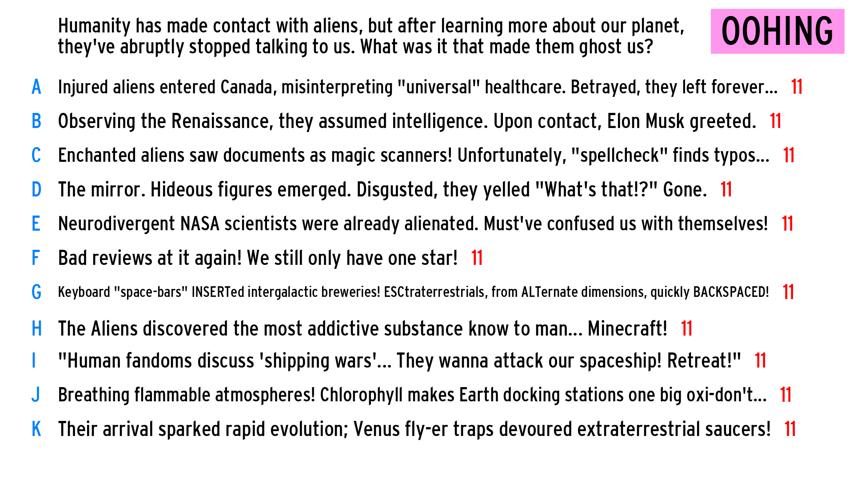 Humanity has made contact with aliens, but after learning more about our planet,
they've abruptly stopped talking to us. What was it that made them ghost us?
OOHING
A Injured aliens entered Canada, misinterpreting "universal" healthcare. Betrayed, they left forever... 11
B Observing the Renaissance, they assumed intelligence. Upon contact, Elon Musk greeted. 11
C Enchanted aliens saw documents as magic scanners! Unfortunately, "spellcheck" finds typos... 11
D The mirror. Hideous figures emerged. Disgusted, they yelled "What's that!?" Gone. 11
E Neurodivergent NASA scientists were already alienated. Must've confused us with themselves! 11
F Bad reviews at it again! We still only have one star! 11
G Keyboard "space-bars" INSERTed intergalactic breweries! ESCtraterrestrials, from ALTernate dimensions, quickly BACKSPACED! 11
H The Aliens discovered the most addictive substance know to man... Minecraft! 11
I "Human fandoms discuss 'shipping wars'... They wanna attack our spaceship! Retreat!" 11
J Breathing flammable atmospheres! Chlorophyll makes Earth docking stations one big oxi-don't... 11
K Their arrival sparked rapid evolution; Venus fly-er traps devoured extraterrestrial saucers! 11